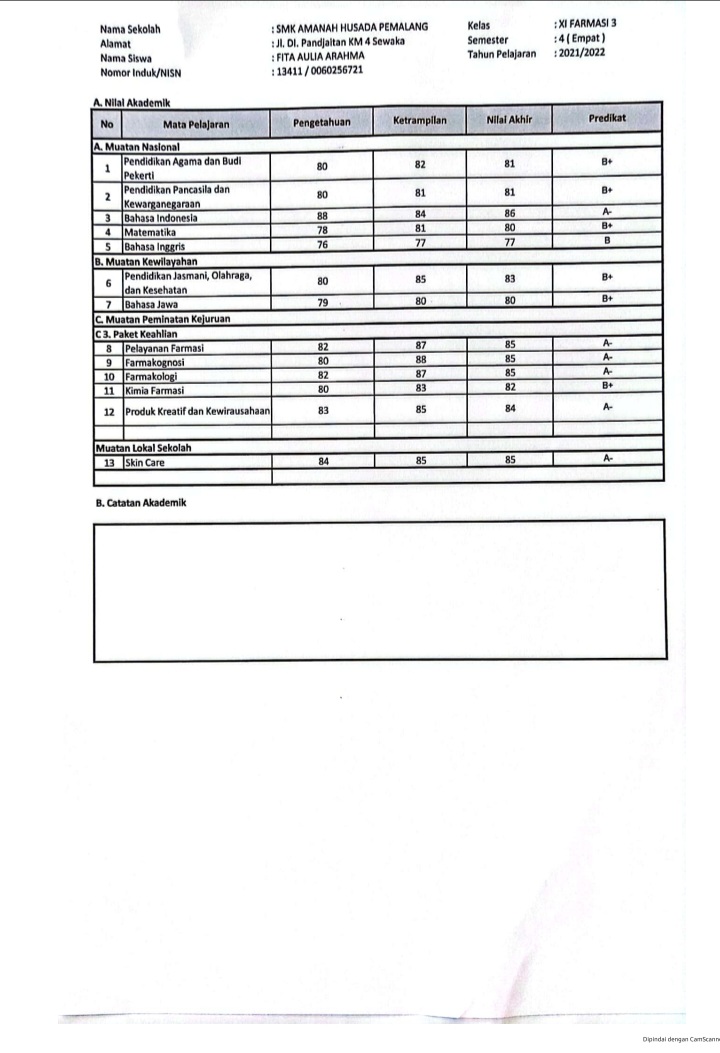 Nama Sekolah : SMK AMANAH HUSADA PEMALANG Kelas : XI FARMASI 3
Alamat : Jl. DI. Pandjaitan KM 4 Sewaka Semester : 4 ( Empat )
Nama Siswa : FITA AULIA ARAHMA Tahun Pelajaran : 2021/2022
Nomor Induk/NISN : 13411 / 0060256721
A. Nilai Akademik
No Mata Pelajaran Pengetahuan Ketrampilan Nilai Akhir Predikat
A. Muatan Nasional
1 Pendidikan Agama dan Budi Pekerti 80 82 81 B+
2 Pendidikan Pancasila dan Kewarganegaraan 80 81 81 B+
3 Bahasa Indonesia 88 84 86 A-
4 Matematika 78 81 80 B+
5 Bahasa Inggris 76 77 77 B
B. Muatan Kewilayahan
6 Pendidikan Jasmani, Olahraga, dan Kesehatan 80 85 83 B+
7 Bahasa Jawa 79 80 80 B+
C. Muatan Peminatan Kejuruan
C3. Paket Keahlian
8 Pelayanan Farmasi 82 87 85 A-
9 Farmakognosi 80 88 85 A-
10 Farmakologi 82 87 85 A-
11 Kimia Farmasi 80 83 82 B+
12 Produk Kreatif dan Kewirausahaan 83 85 84 A-
Muatan Lokal Sekolah
13 Skin Care 84 85 85 A-
B. Catatan Akademik
Dipindai dengan CamScanne